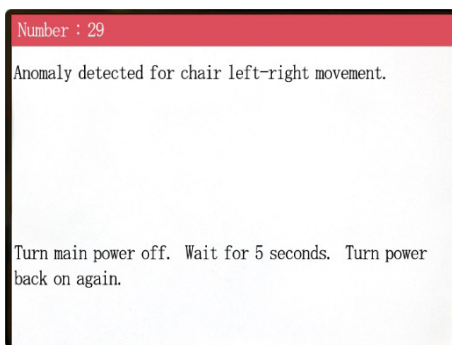 Number : 29
Anomaly detected for chair left-right movement.
Turn main power off. Wait for 5 seconds. Turn power
back on again.